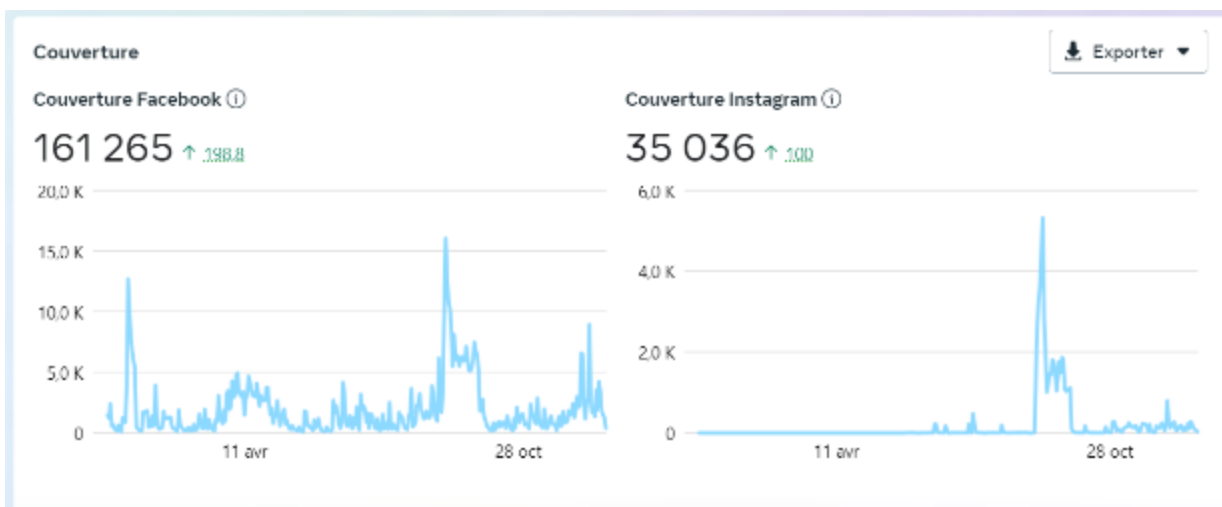 Couverture
Exporter
Couverture Facebook
161 265 ↑ 198.8
20,0 K
15,0 K
10,0 K
5,0 K
0
11 avr
28 oct
Couverture Instagram
35 036 ↑ 100
6,0 K
4,0 K
2,0 K
0
11 avr
28 oct